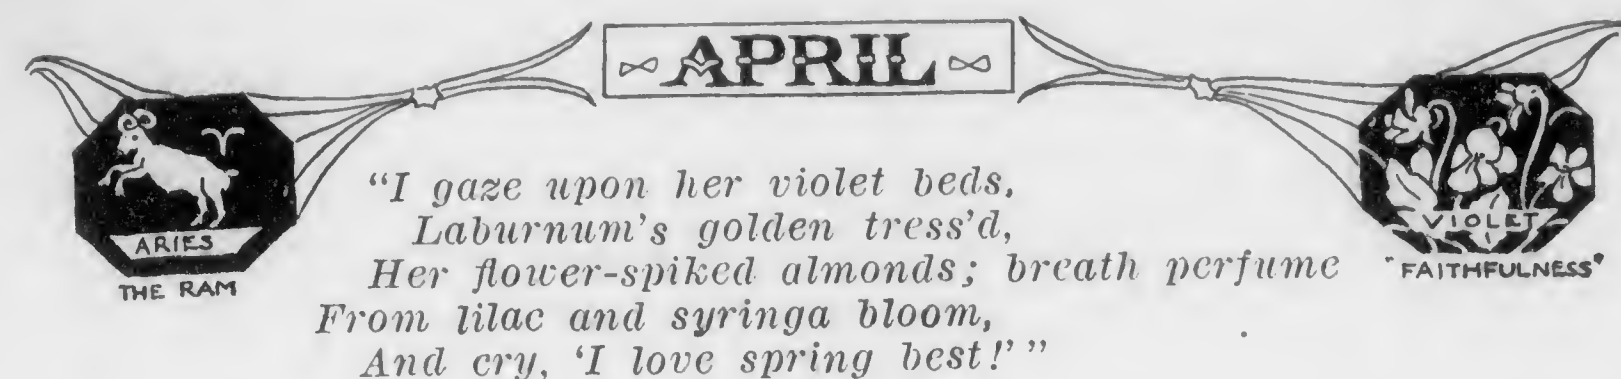 APRIL
ARIES
THE RAM
VIOLET
"FAITHFULNESS"
"I gaze upon her violet beds,
Laburnum's golden tress'd,
Her flower-spiked almonds; breath perfume
From lilac and syringa bloom,
And cry, 'I love spring best!' "